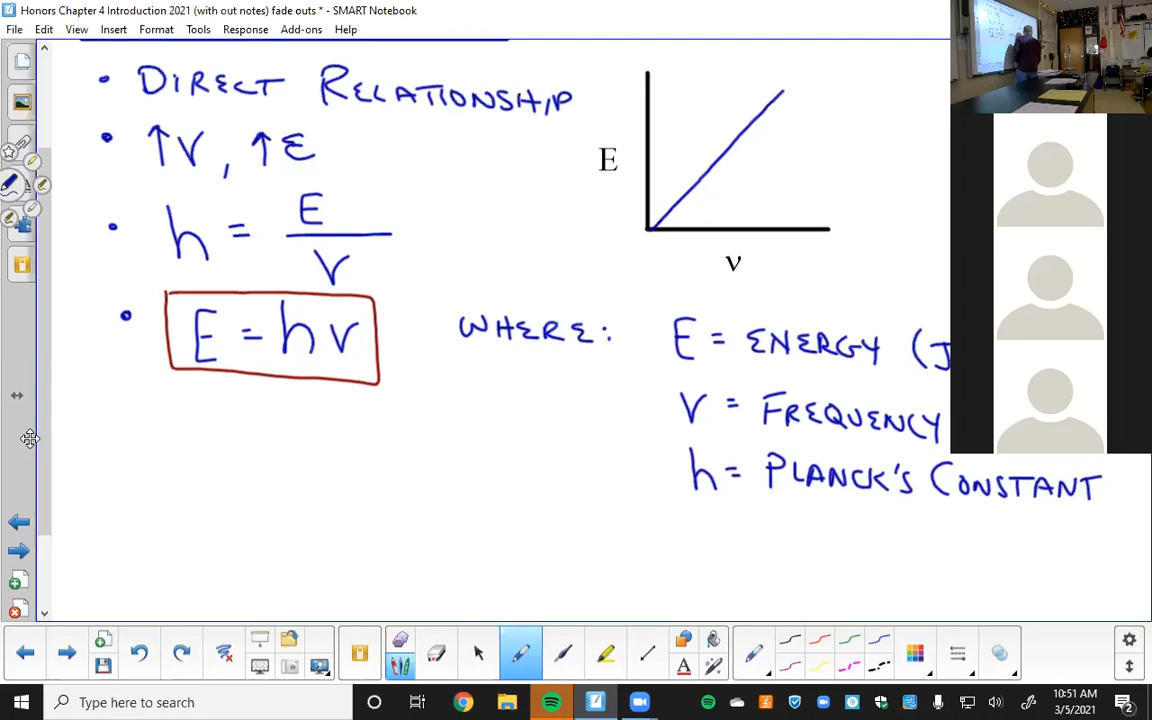 Honors Chapter 4 Introduction 2021 (with out notes) fade outs * - SMART Notebook
File Edit View Insert Format Tools Response Add-ons Help
• DIRECT RELATIONSHIP
• ↑ν, ↑E
• h = E/ν
• E = hν
E
ν
WHERE: E = ENERGY (J
ν = FREQUENCY
h = PLANCK'S CONSTANT
A
Type here to search
10:51 AM
3/5/2021
2